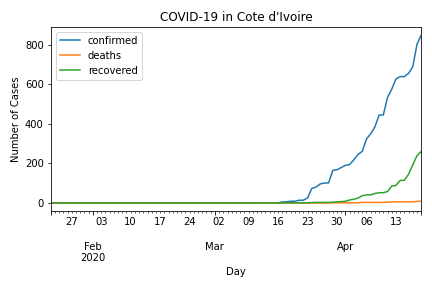 COVID-19 in Cote d'Ivoire
confirmed
deaths
recovered
Number of Cases
800
600
400
200
0
27 03 10 17 24 02 09 16 23 30 06 13
Feb Mar Apr
2020
Day